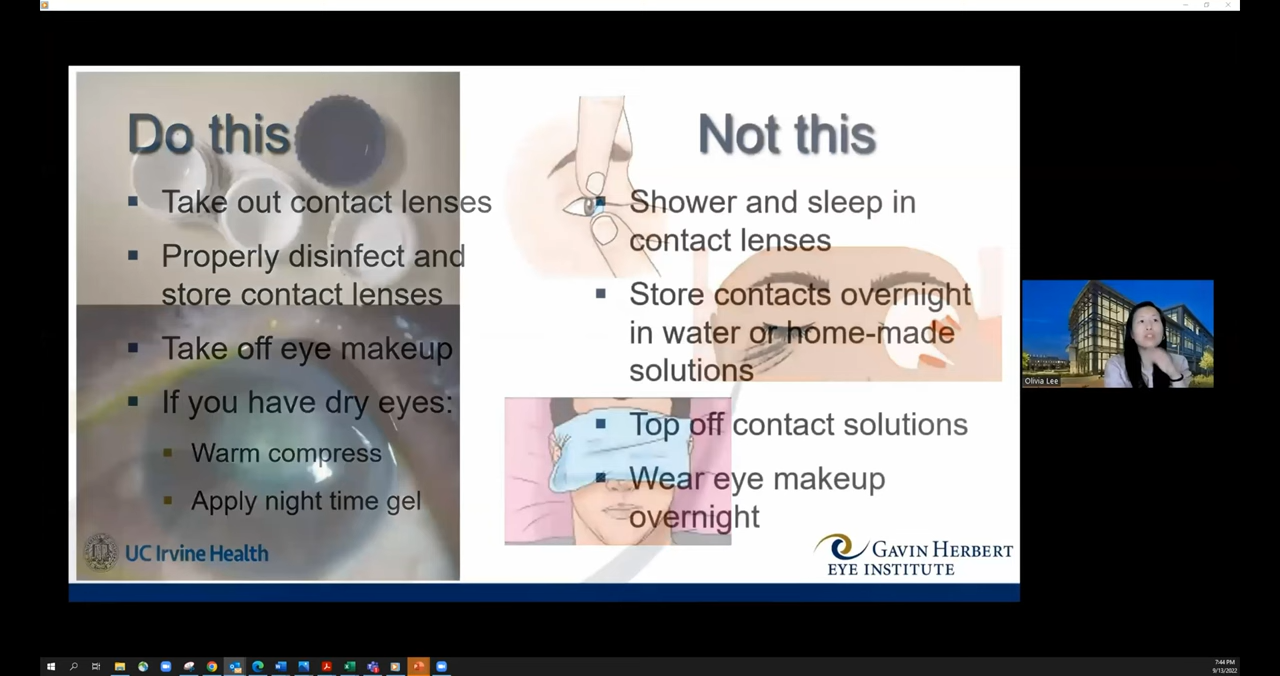 Do this
Take out contact lenses
Properly disinfect and
store contact lenses
Take off eye makeup
If you have dry eyes:
Warm compress
Apply night time gel
UC Irvine Health
Not this
Shower and sleep in
contact lenses
Store contacts overnight
in water or home-made
solutions
Top off contact solutions
Wear eye makeup
overnight
GAVIN HERBERT
EYE INSTITUTE
Olivia Lee
7:44 PM
9/13/2022